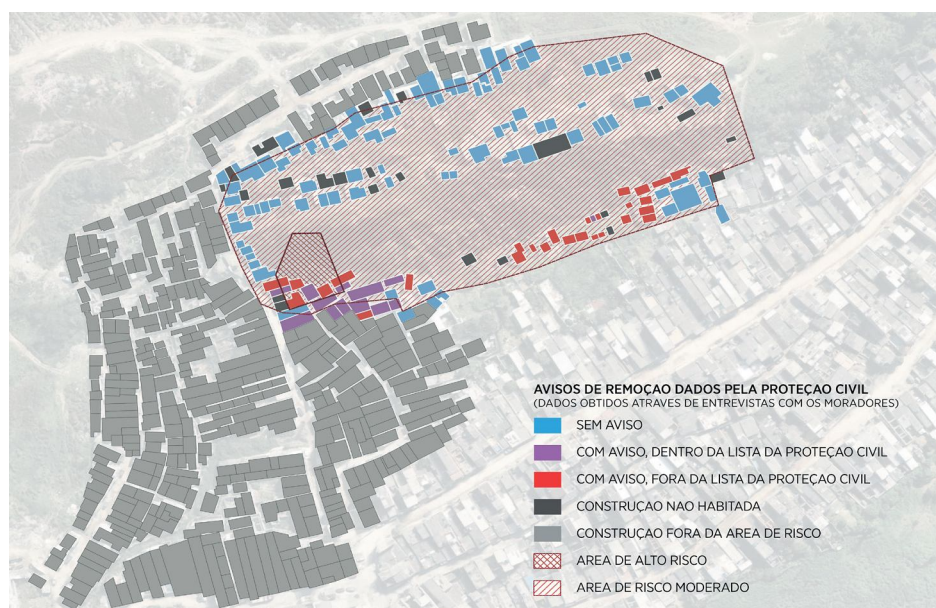 AVISOS DE REMOÇAO DADOS PELA PROTEÇAO CIVIL
(DADOS OBTIDOS ATRAVES DE ENTREVISTAS COM OS MORADORES)
SEM AVISO
COM AVISO, DENTRO DA LISTA DA PROTEÇAO CIVIL
COM AVISO, FORA DA LISTA DA PROTEÇAO CIVIL
CONSTRUÇAO NAO HABITADA
CONSTRUÇAO FORA DA AREA DE RISCO
AREA DE ALTO RISCO
AREA DE RISCO MODERADO